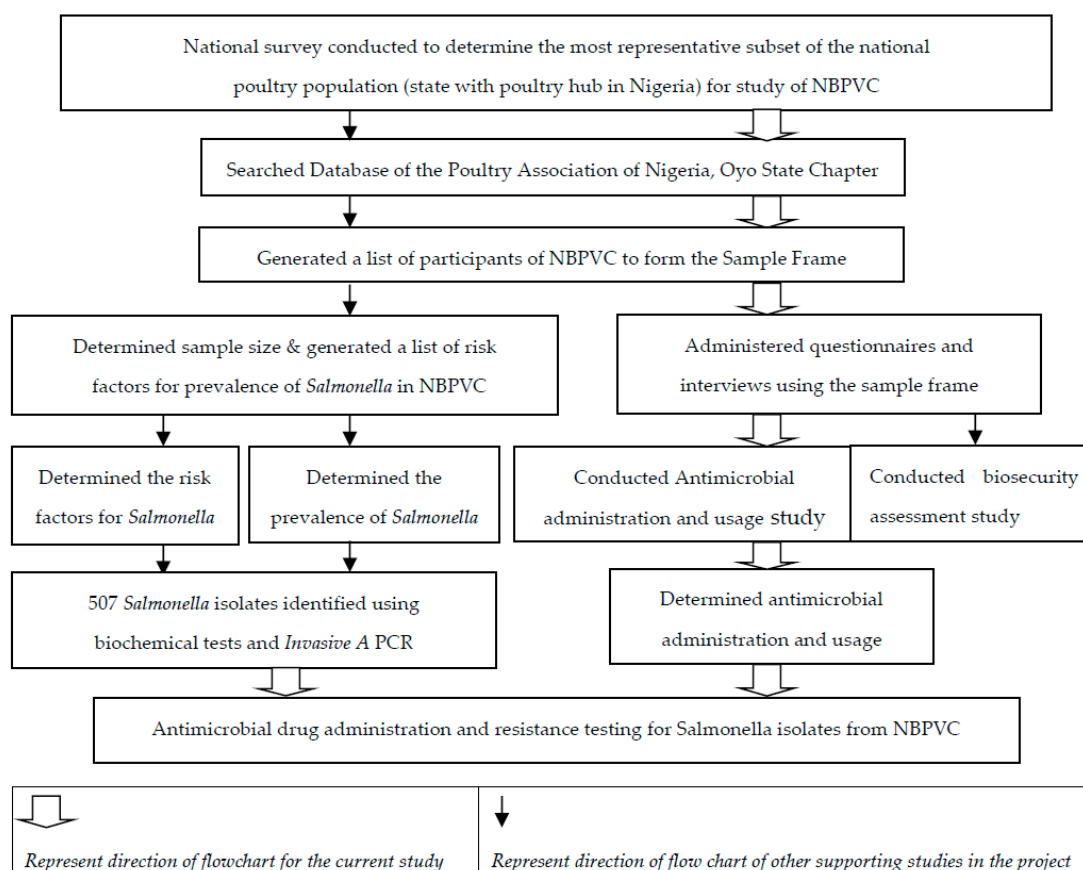 National survey conducted to determine the most representative subset of the national
poultry population (state with poultry hub in Nigeria) for study of NBPVC
Searched Database of the Poultry Association of Nigeria, Oyo State Chapter
Generated a list of participants of NBPVC to form the Sample Frame
Determined sample size & generated a list of risk
factors for prevalence of Salmonella in NBPVC
Administered questionnaires and
interviews using the sample frame
Determined the risk
factors for Salmonella
Determined the
prevalence of Salmonella
Conducted Antimicrobial
administration and usage study
Conducted biosecurity
assessment study
507 Salmonella isolates identified using
biochemical tests and Invasive A PCR
Determined antimicrobial
administration and usage
Antimicrobial drug administration and resistance testing for Salmonella isolates from NBPVC
Represent direction of flowchart for the current study
Represent direction of flow chart of other supporting studies in the project